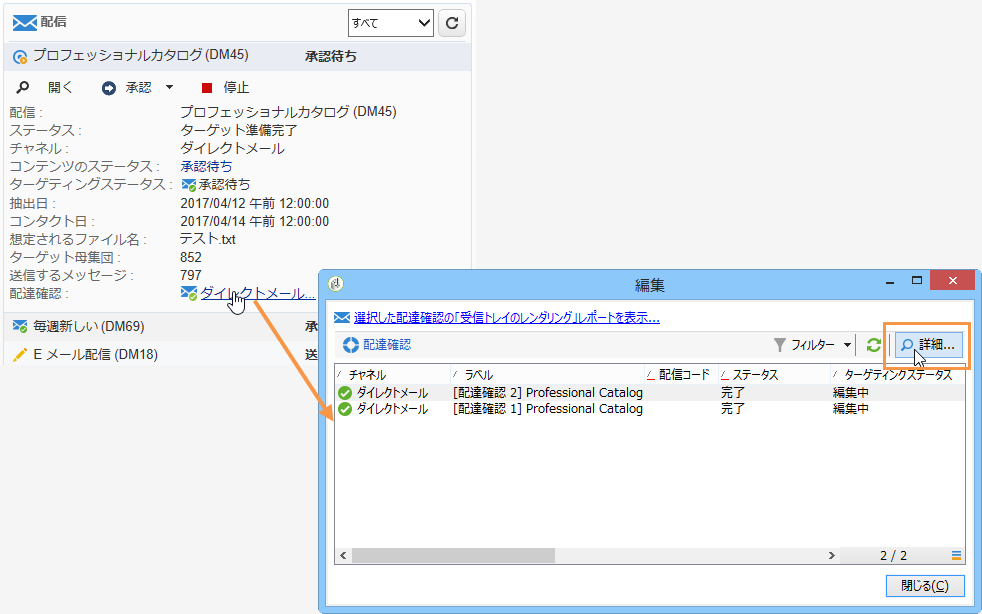 配信
すべて
プロフェッショナルカタログ (DM45) 承認待ち
開く 承認 停止
配信 : プロフェッショナルカタログ (DM45)
ステータス : ターゲット準備完了
チャネル : ダイレクトメール
コンテンツのステータス : 承認待ち
ターゲティングステータス : 承認待ち
抽出日 : 2017/04/12 午前 12:00:00
コンタクト日 : 2017/04/14 午前 12:00:00
想定されるファイル名 : テスト.txt
ターゲット母集団 : 852
送信するメッセージ : 797
配達確認 : ダイレクトメール...
毎週新しい (DM69) 承
E メール配信 (DM18) 送
編集
選択した配達確認の「受信トレイのレンダリング」レポートを表示...
配達確認 フィルター 詳細...
チャネル ラベル 配信コード ステータス ターゲティングステータス
ダイレクトメール [配達確認 2] Professional Catalog 完了 編集中
ダイレクトメール [配達確認 1] Professional Catalog 完了 編集中
2 / 2
閉じる(C)